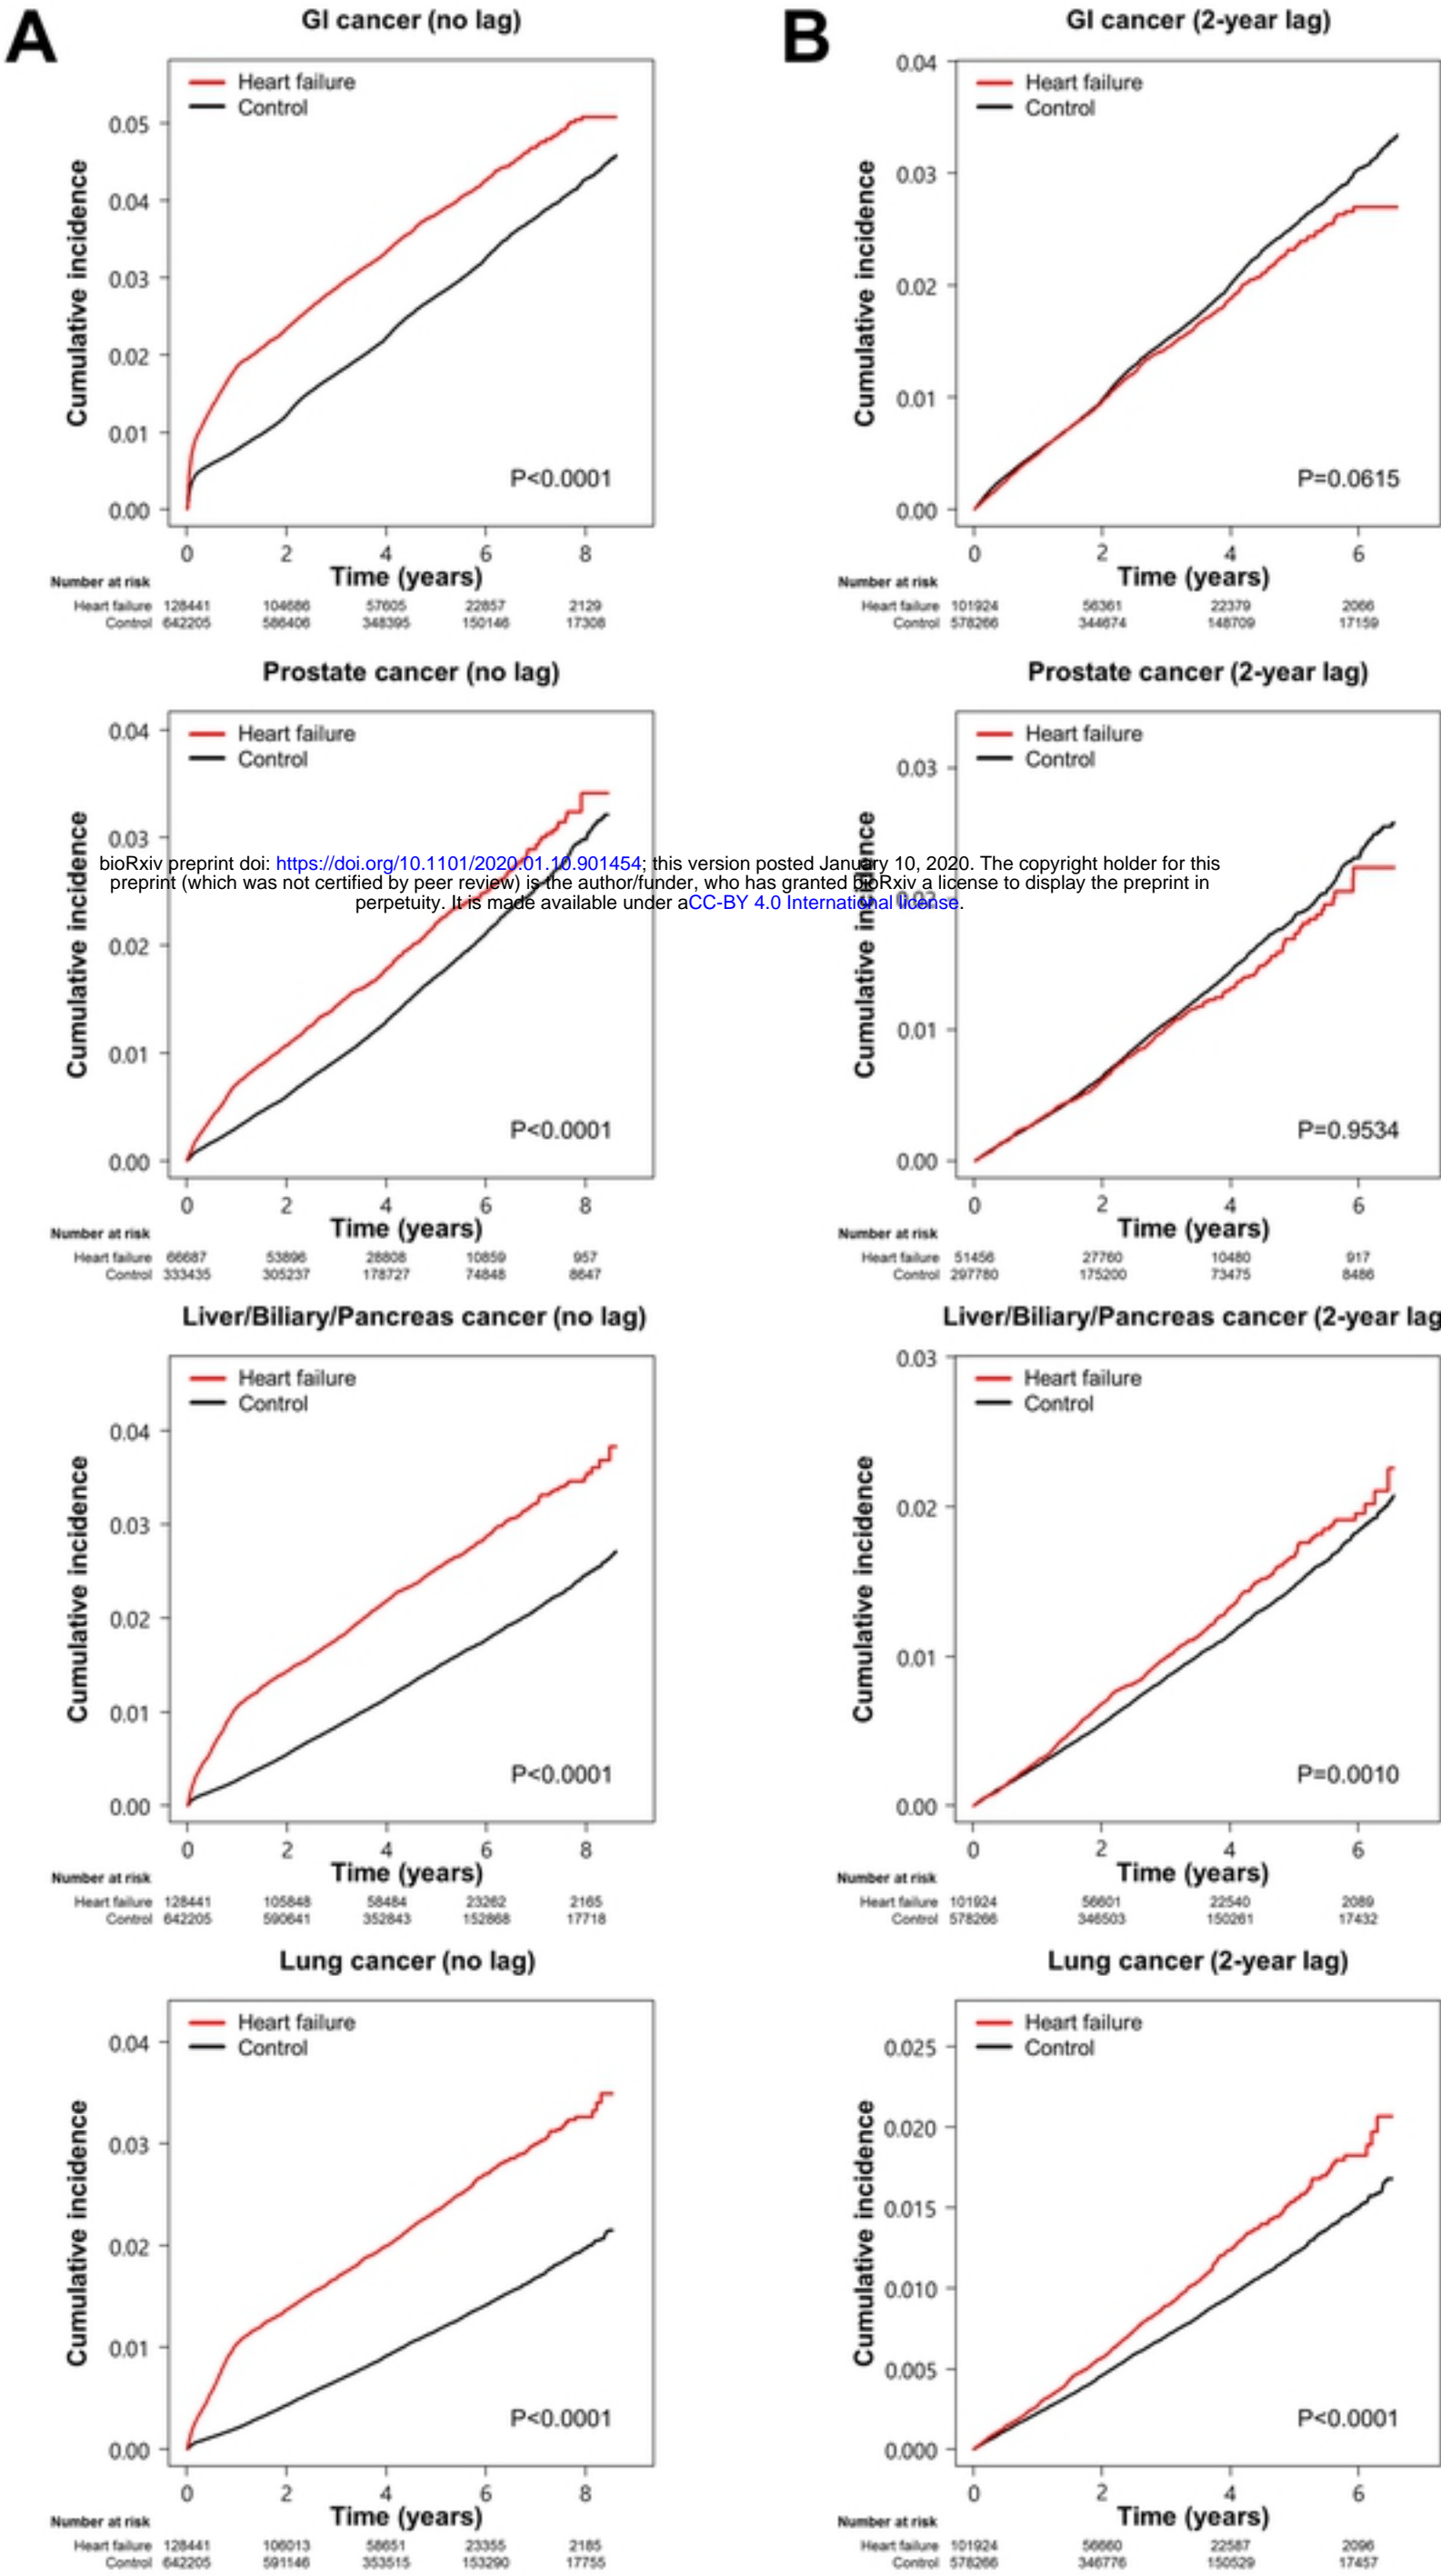 A
B
GI cancer (no lag)
Heart failure
Control
0.05
0.04
0.03
0.02
0.01
0.00
Cumulative incidence
P<0.0001
0 2 4 6 8
Time (years)
Number at risk
Heart failure 128441 104686 57605 22857 2129
Control 642205 586406 348395 150146 17308
GI cancer (2-year lag)
Heart failure
Control
0.04
0.03
0.02
0.01
0.00
Cumulative incidence
P=0.0615
0 2 4 6
Time (years)
Number at risk
Heart failure 101924 56361 22379 2066
Control 578266 344674 148709 17159
Prostate cancer (no lag)
Heart failure
Control
0.04
0.03
0.02
0.01
0.00
Cumulative incidence
P<0.0001
0 2 4 6 8
Time (years)
Number at risk
Heart failure 66687 53896 28808 10859 957
Control 333435 305237 178727 74848 8647
Prostate cancer (2-year lag)
Heart failure
Control
0.03
0.02
0.01
0.00
Cumulative incidence
P=0.9534
0 2 4 6
Time (years)
Number at risk
Heart failure 51456 27760 10480 917
Control 297780 175200 73475 8486
bioRxiv preprint doi: https://doi.org/10.1101/2020.01.10.901454; this version posted January 10, 2020. The copyright holder for this
preprint (which was not certified by peer review) is the author/funder, who has granted bioRxiv a license to display the preprint in
perpetuity. It is made available under aCC-BY 4.0 International license.
Liver/Biliary/Pancreas cancer (no lag)
Heart failure
Control
0.04
0.03
0.02
0.01
0.00
Cumulative incidence
P<0.0001
0 2 4 6 8
Time (years)
Number at risk
Heart failure 128441 105848 58484 23262 2165
Control 642205 590641 352843 152868 17718
Liver/Biliary/Pancreas cancer (2-year lag
Heart failure
Control
0.03
0.02
0.01
0.00
Cumulative incidence
P=0.0010
0 2 4 6
Time (years)
Number at risk
Heart failure 101924 56601 22540 2089
Control 578266 346503 150261 17432
Lung cancer (no lag)
Heart failure
Control
0.04
0.03
0.02
0.01
0.00
Cumulative incidence
P<0.0001
0 2 4 6 8
Time (years)
Number at risk
Heart failure 128441 106013 58651 23355 2185
Control 642205 591146 353515 153290 17755
Lung cancer (2-year lag)
Heart failure
Control
0.025
0.020
0.015
0.010
0.005
0.000
Cumulative incidence
P<0.0001
0 2 4 6
Time (years)
Number at risk
Heart failure 101924 56660 22587 2096
Control 578266 346776 150529 17457